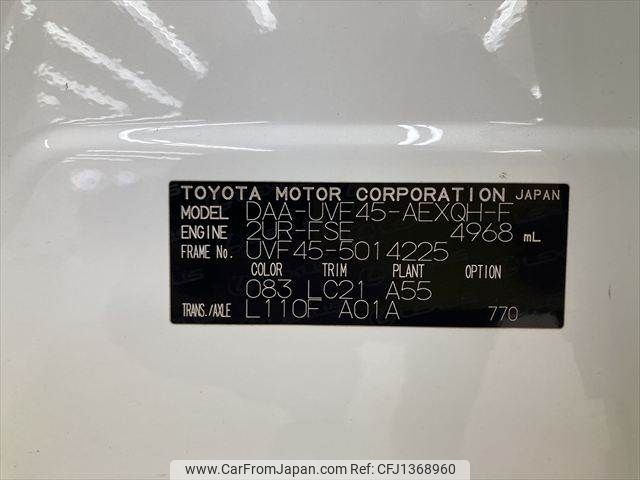 TOYOTA MOTOR CORPORATION JAPAN
MODEL DAA-UVF45-AEXQH-F
ENGINE 2UR-FSE 4968 mL
FRAME No. UVF45-5014225
COLOR TRIM PLANT OPTION
083 LC21 A55
TRANS./AXLE L110F A01A 770
www.CarFromJapan.com - CFJ1368960